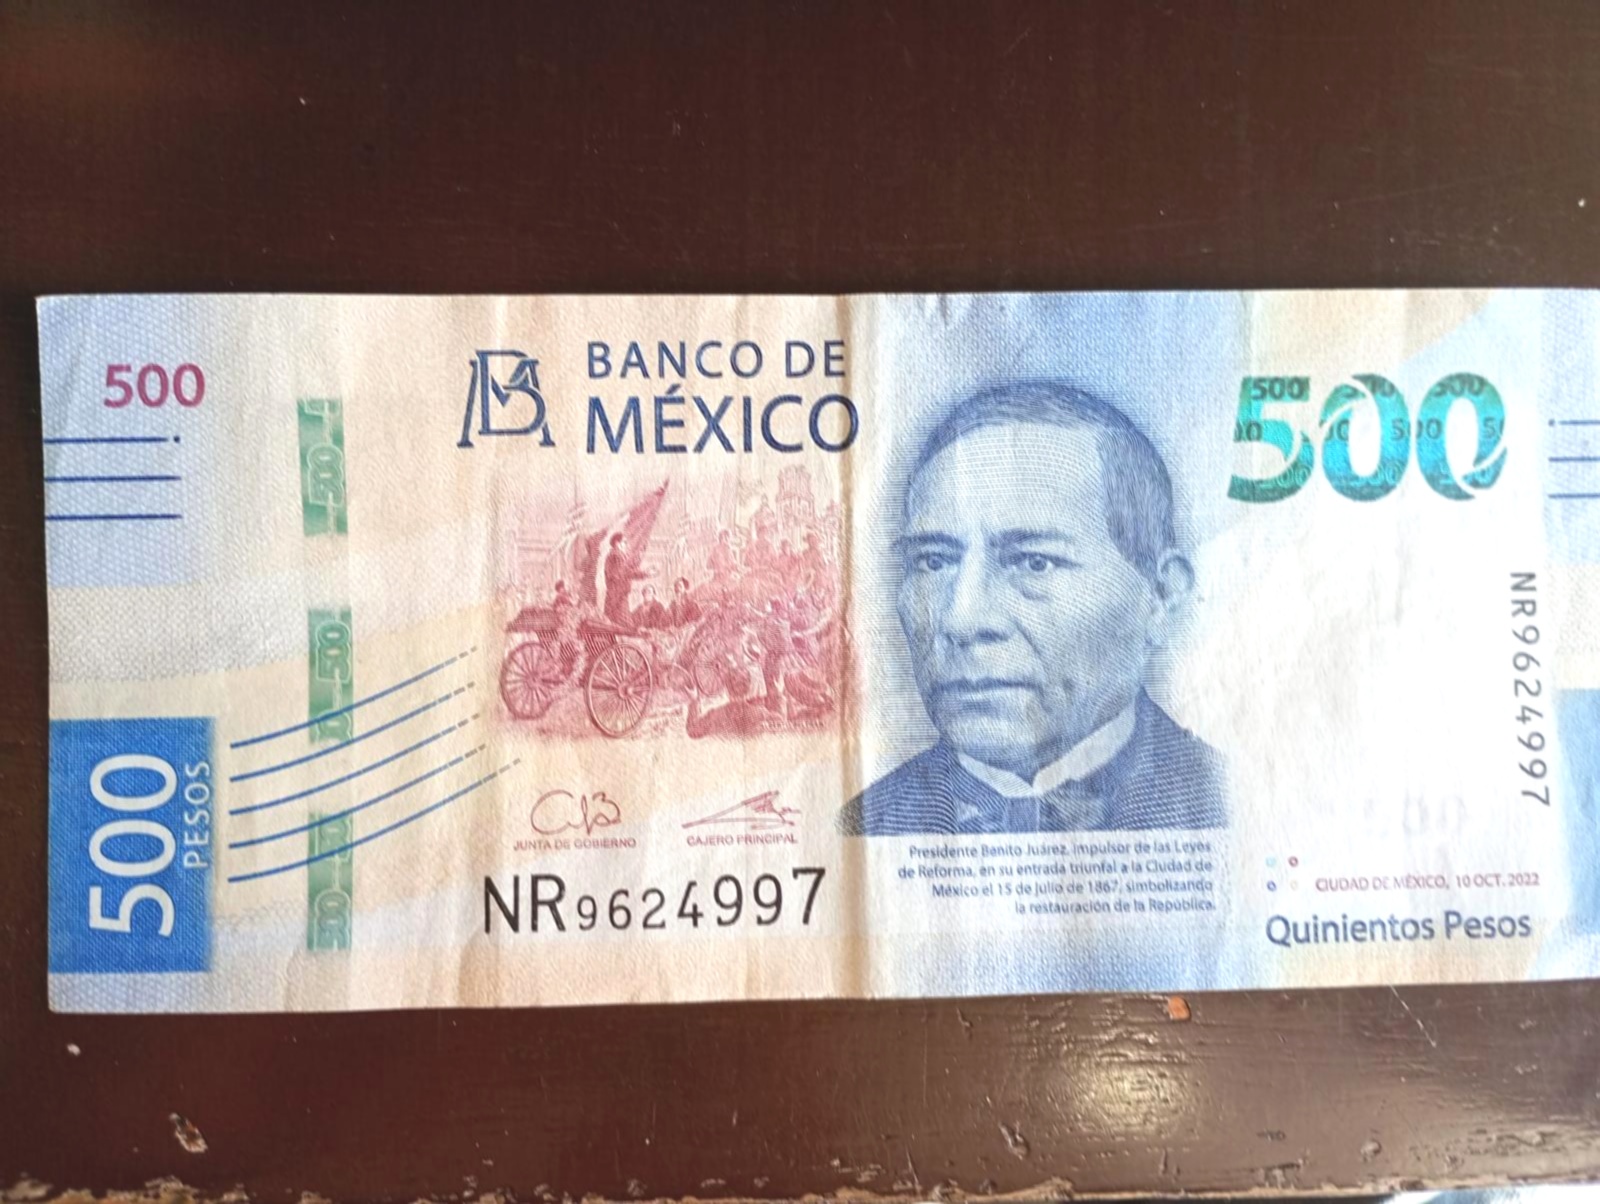 500
BANCO DE
MÉXICO
500
500 PESOS
JUNTA DE GOBIERNO
CAJERO PRINCIPAL
NR9624997
NR9624997
Presidente Benito Juárez, impulsor de las Leyes
de Reforma, en su entrada triunfal a la Ciudad de
México el 15 de julio de 1867, simbolizando
la restauración de la República.
CIUDAD DE MÉXICO, 10 OCT. 2022
Quinientos Pesos